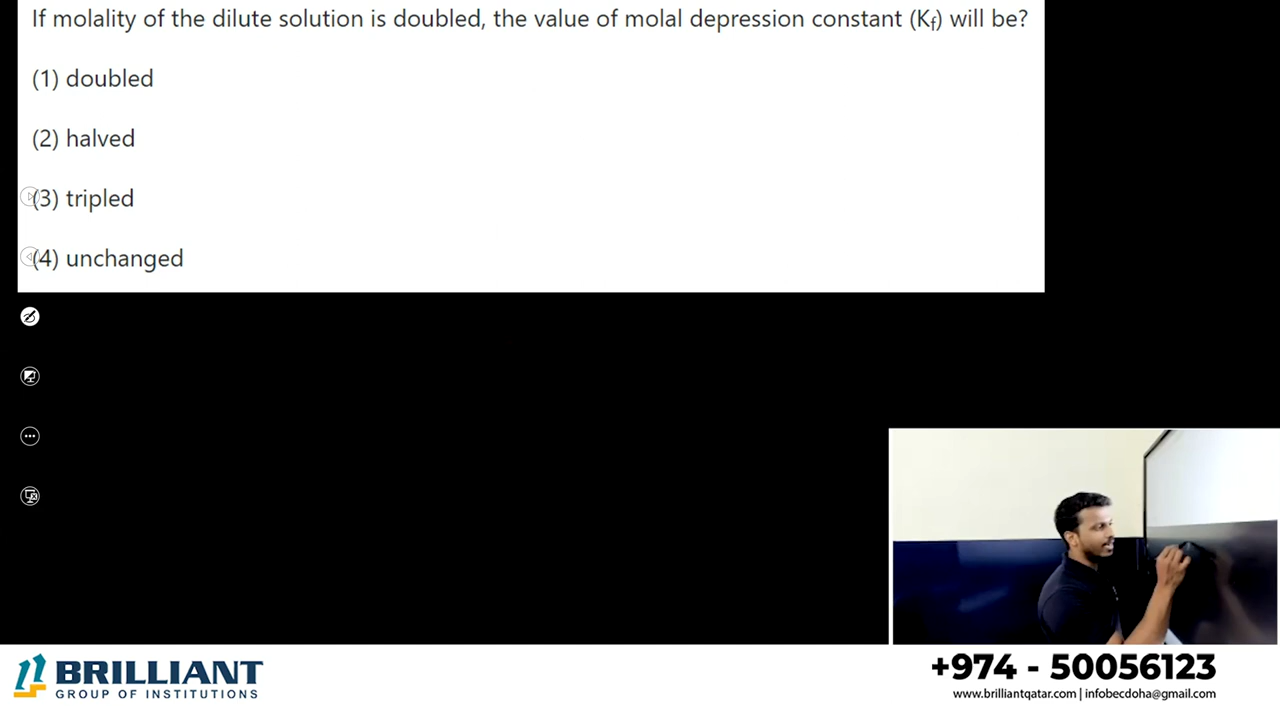 If molality of the dilute solution is doubled, the value of molal depression constant (Kf) will be?
(1) doubled
(2) halved
(3) tripled
(4) unchanged
BRILLIANT
GROUP OF INSTITUTIONS
+974 - 50056123
www.brilliantqatar.com | infobecdoha@gmail.com